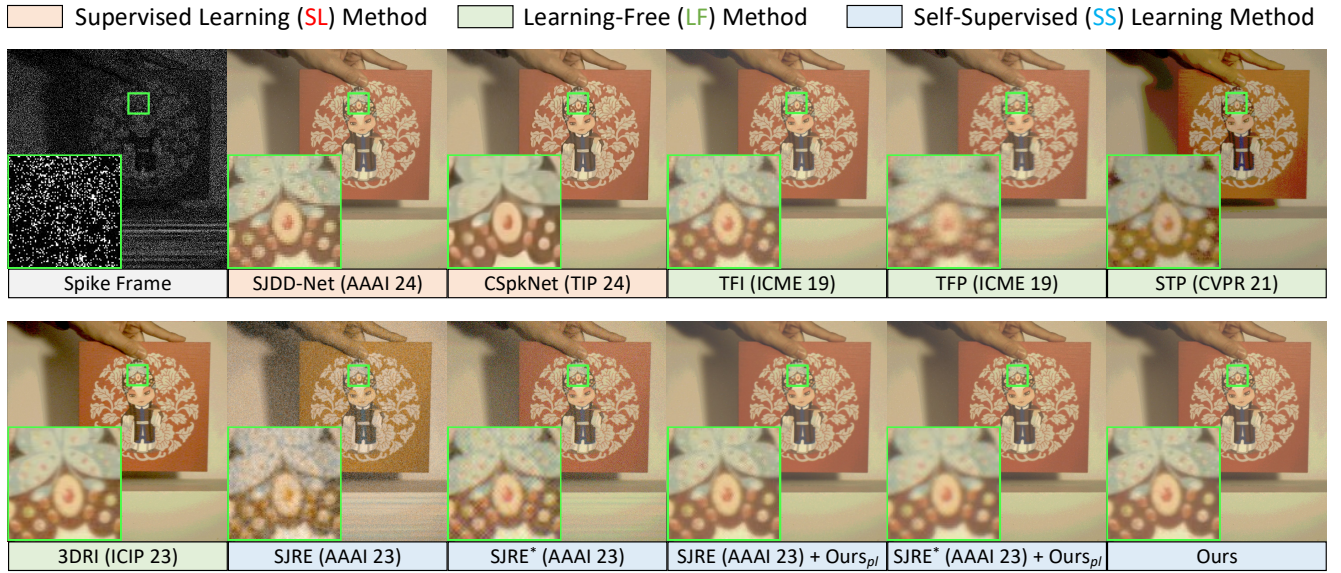 Supervised Learning (SL) Method Learning-Free (LF) Method Self-Supervised (SS) Learning Method
Spike Frame SJDD-Net (AAAI 24) CSpkNet (TIP 24) TFI (ICME 19) TFP (ICME 19) STP (CVPR 21)
3DRI (ICIP 23) SJRE (AAAI 23) SJRE* (AAAI 23) SJRE (AAAI 23) + Ours_pl SJRE* (AAAI 23) + Ours_pl Ours